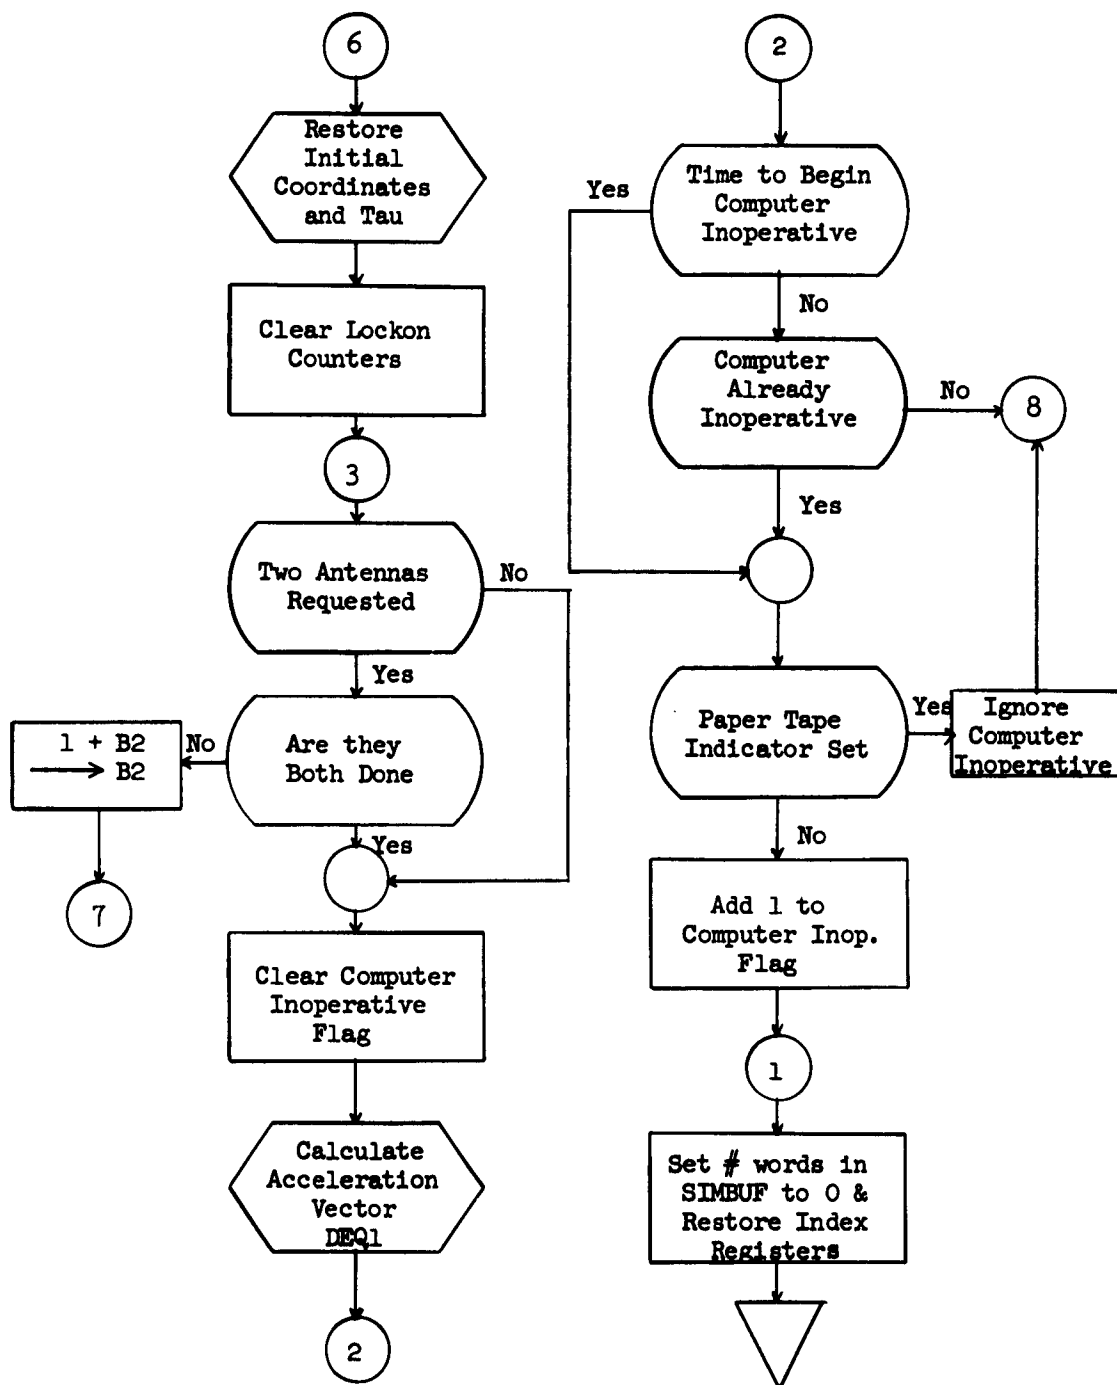 6
Restore
Initial
Coordinates
and Tau
Clear Lockon
Counters
3
Two Antennas
Requested
No
Yes
Are they
Both Done
No
1 + B2
→ B2
7
Yes
Clear Computer
Inoperative
Flag
Calculate
Acceleration
Vector
DEQ1
2
2
Time to Begin
Computer
Inoperative
Yes
No
Computer
Already
Inoperative
No
8
Yes
Paper Tape
Indicator Set
Yes
Ignore
Computer
Inoperative
No
Add 1 to
Computer Inop.
Flag
1
Set # words in
SIMBUF to 0 &
Restore Index
Registers